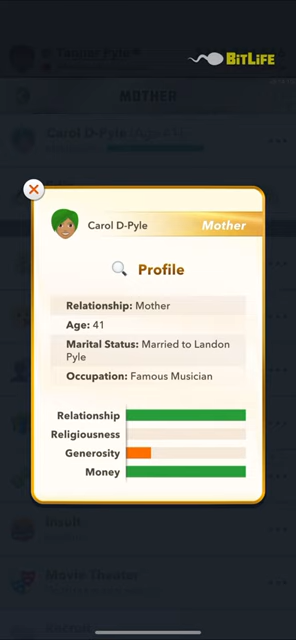 BITLIFE
MOTHER
Carol D-Pyle
Mother
Profile
Relationship: Mother
Age: 41
Marital Status: Married to Landon
Pyle
Occupation: Famous Musician
Relationship
Religiousness
Generosity
Money
Insult
Movie Theater